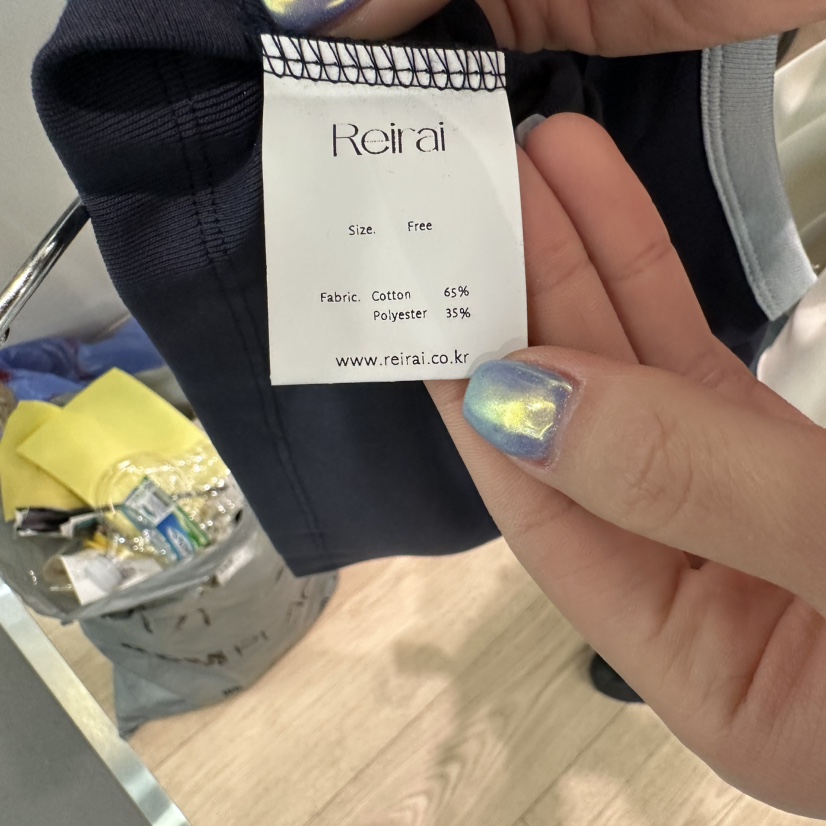 Reirai
Size. Free
Fabric. Cotton 65%
Polyester 35%
www.reirai.co.kr